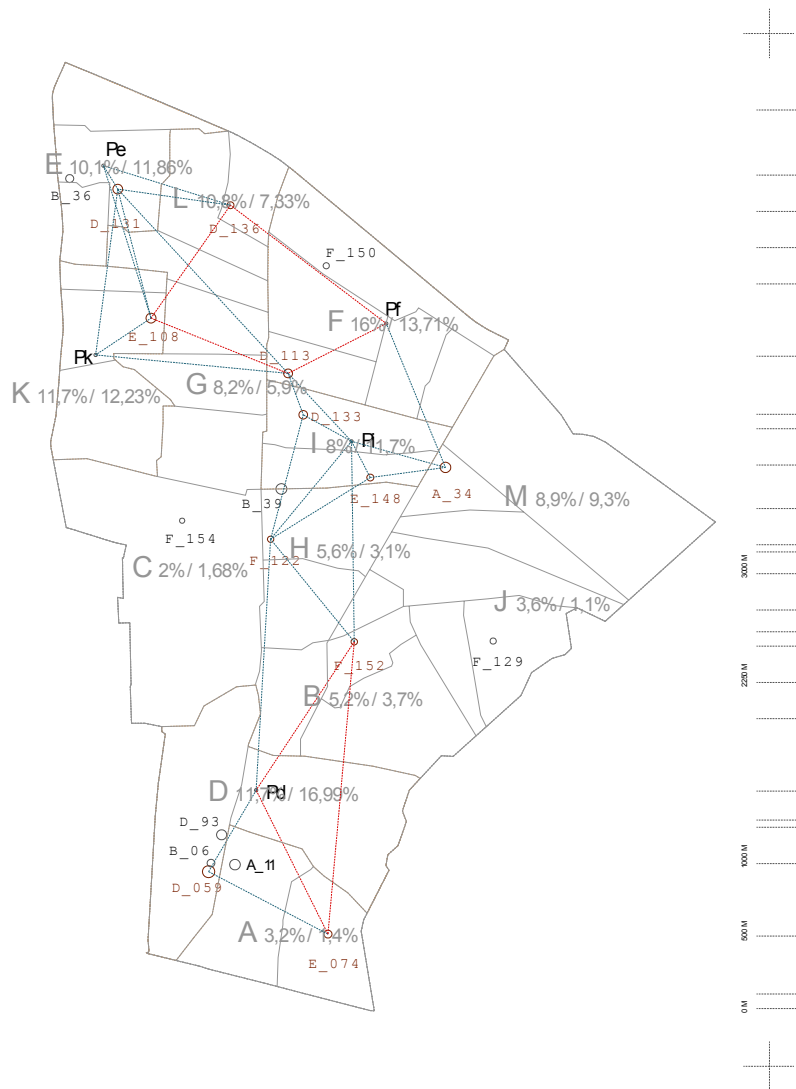 Pe
E 10,1% / 11,86%
B_36
L 10,8% / 7,33%
D_131
D_136
F_150
Pf
F 16% / 13,71%
E_108
Pk
D_113
K 11,7% / 12,23%
G 8,2% / 5,9%
D_133
I 8% / 11,7%
Pi
A_34
E_148
M 8,9% / 9,3%
B_39
F_154
H 5,6% / 3,1%
F_122
C 2% / 1,68%
3000 M
J 3,6% / 1,1%
F_152
F_129
2250 M
B 5,2% / 3,7%
D 11,7% / 16,99%
Pd
D_93
B_06
A_11
1000 M
D_059
A 3,2% / 1,4%
500 M
E_074
0 M